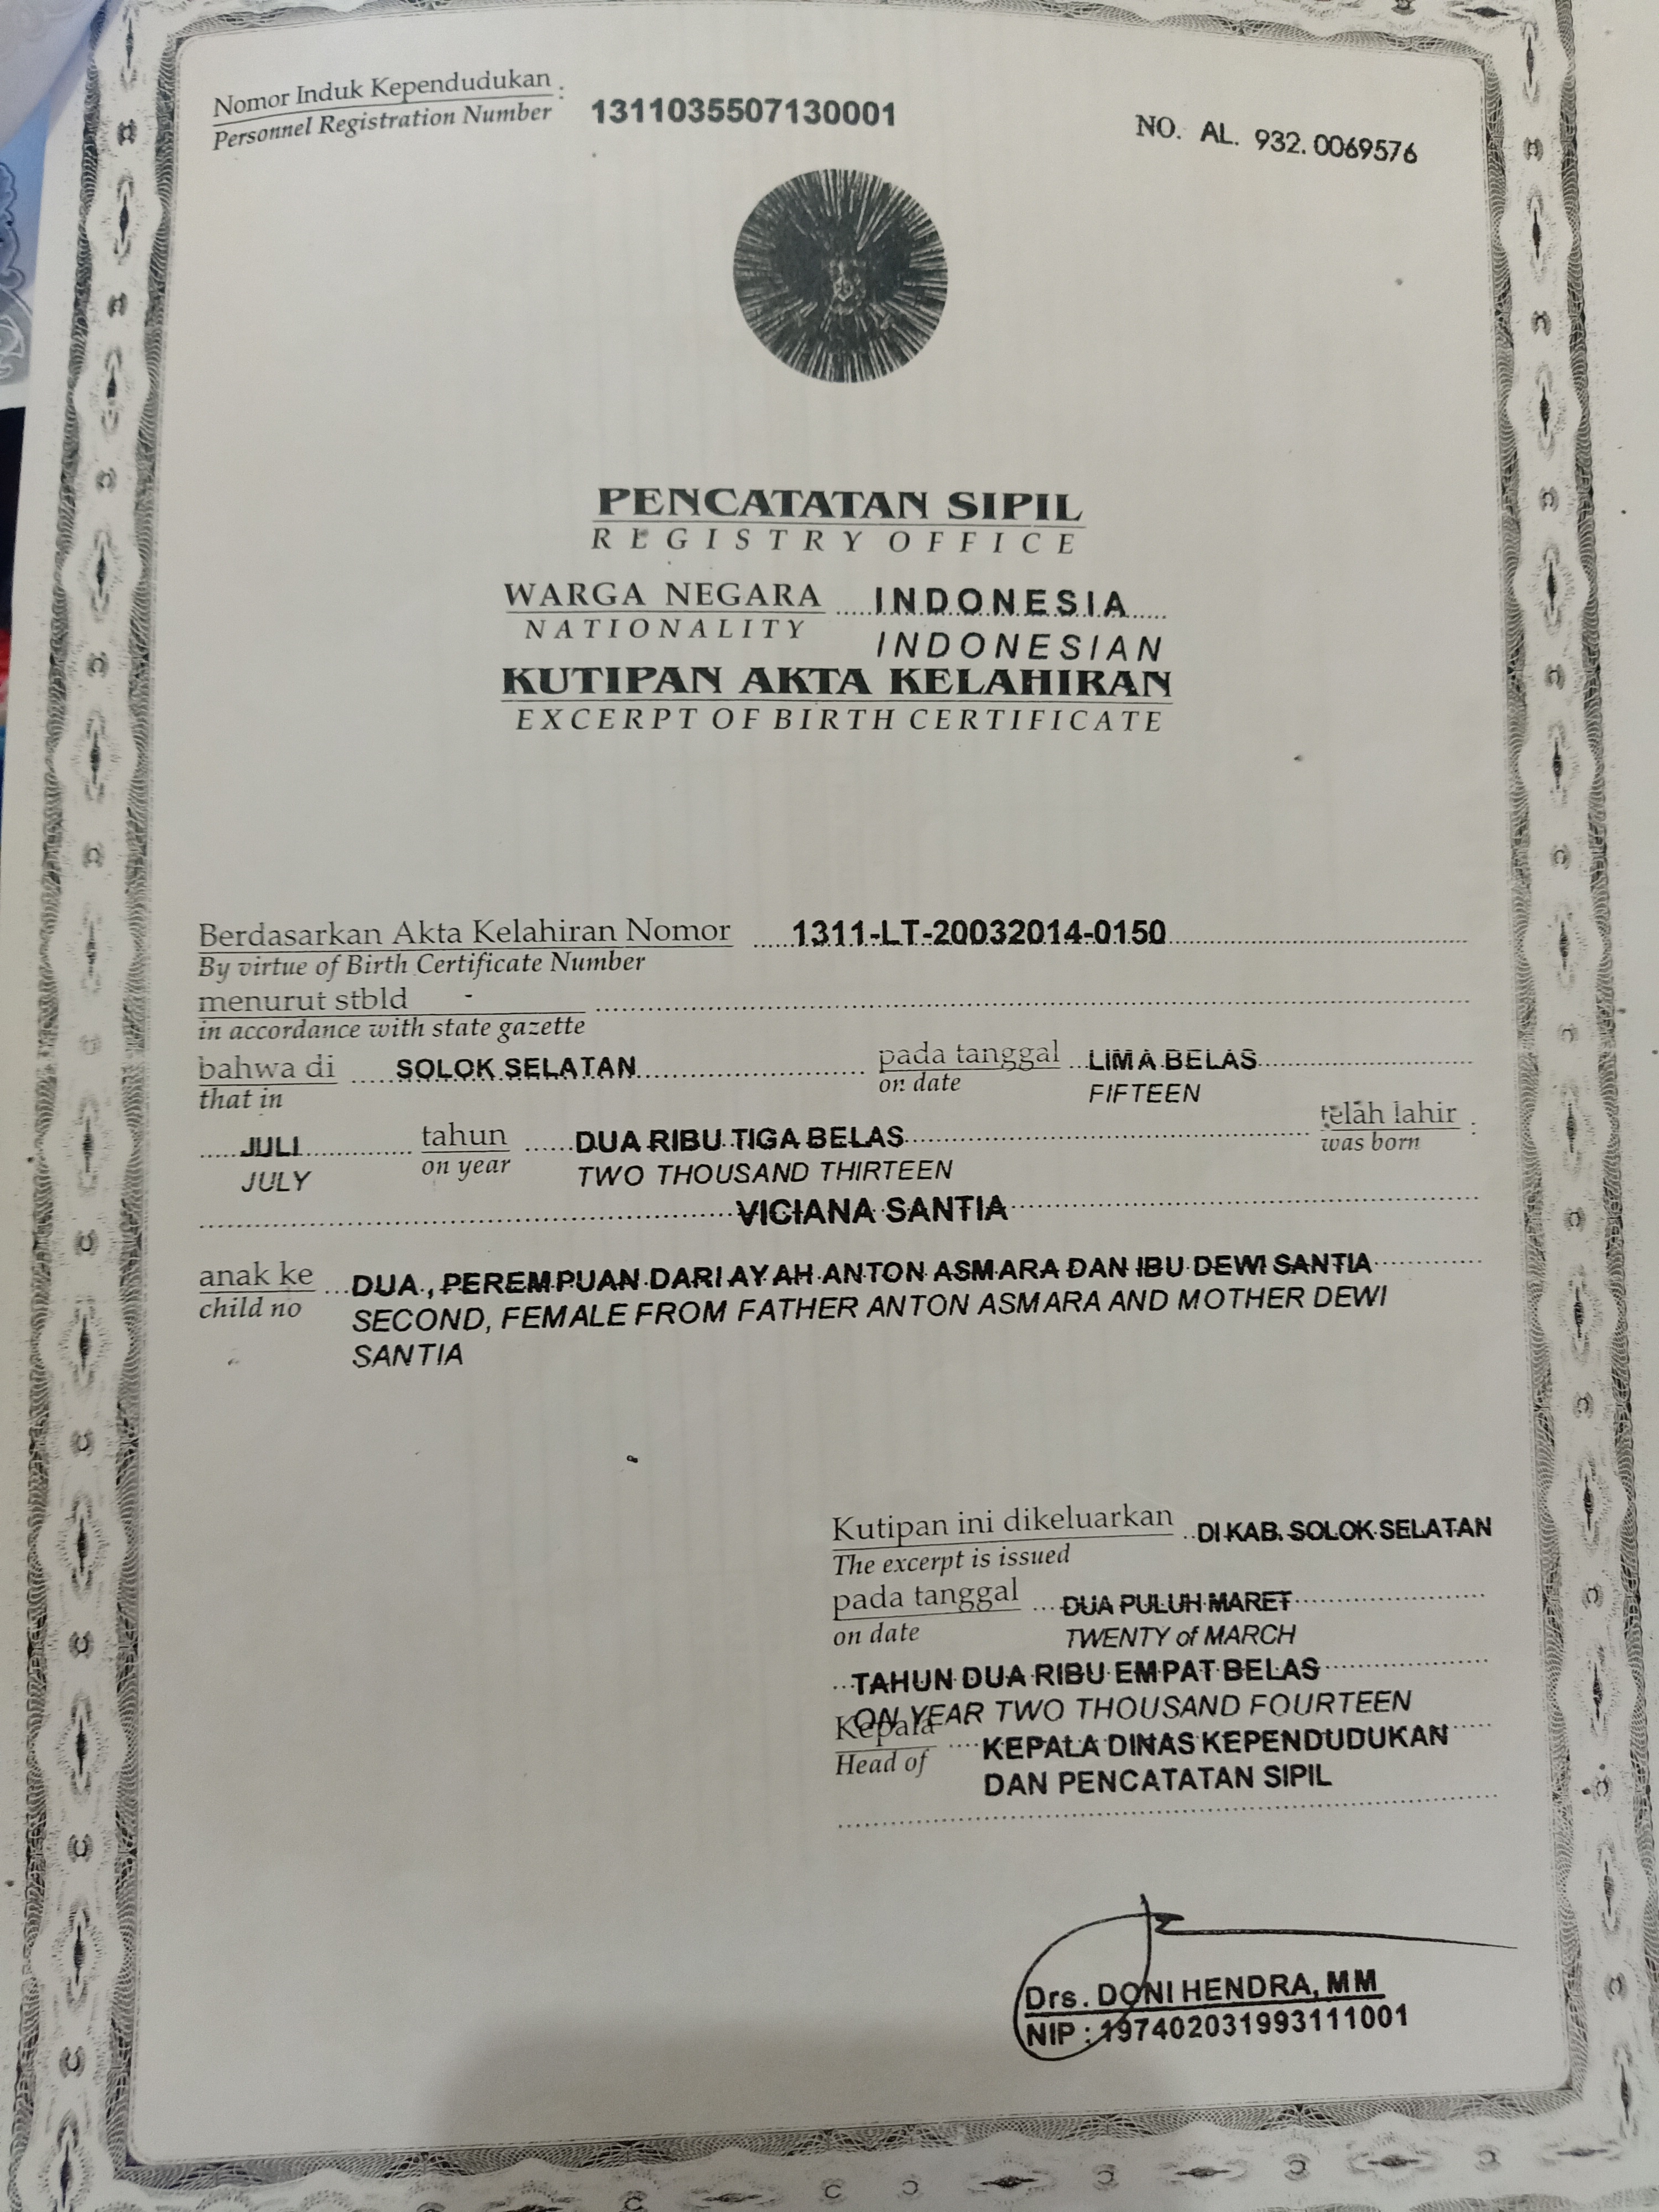 Nomor Induk Kependudukan : 1311035507130001
Personnel Registration Number
NO. AL. 932.0069576
PENCATATAN SIPIL
REGISTRY OFFICE
WARGA NEGARA INDONESIA
NATIONALITY INDONESIAN
KUTIPAN AKTA KELAHIRAN
EXCERPT OF BIRTH CERTIFICATE
Berdasarkan Akta Kelahiran Nomor 1311-LT-20032014-0150
By virtue of Birth Certificate Number
menurut stbld -
in accordance with state gazette
bahwa di SOLOK SELATAN pada tanggal LIMA BELAS
that in on date FIFTEEN
JULI tahun DUA RIBU TIGA BELAS telah lahir :
JULY on year TWO THOUSAND THIRTEEN was born
VICIANA SANTIA
anak ke DUA, PEREMPUAN DARI AYAH ANTON ASMARA DAN IBU DEWI SANTIA
child no SECOND, FEMALE FROM FATHER ANTON ASMARA AND MOTHER DEWI
SANTIA
Kutipan ini dikeluarkan DI KAB. SOLOK SELATAN
The excerpt is issued
pada tanggal DUA PULUH MARET
on date TWENTY of MARCH
TAHUN DUA RIBU EMPAT BELAS
ON YEAR TWO THOUSAND FOURTEEN
Kepala KEPALA DINAS KEPENDUDUKAN
Head of DAN PENCATATAN SIPIL
Drs. DONI HENDRA, MM
NIP : 197402031993111001